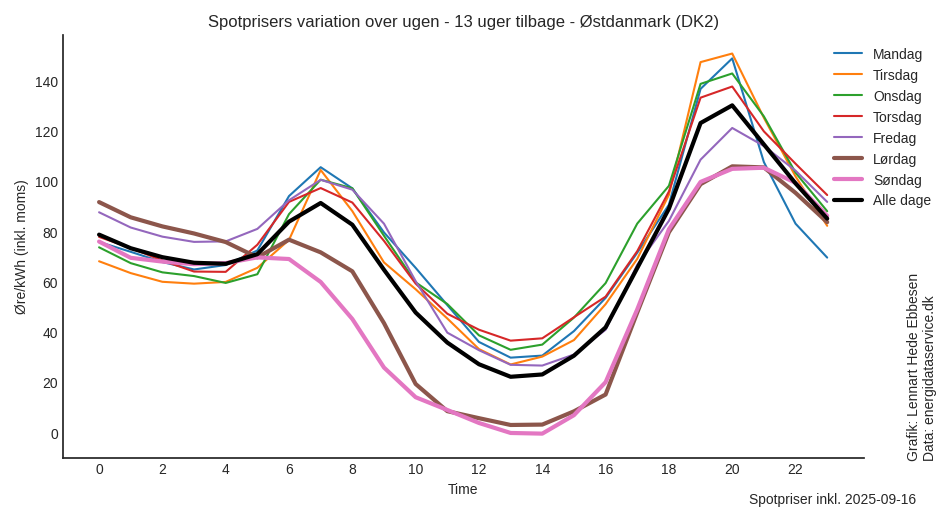 Spotprisers variation over ugen - 13 uger tilbage - Østdanmark (DK2)
Øre/kWh (inkl. moms)
140
120
100
80
60
40
20
0
0 2 4 6 8 10 12 14 16 18 20 22
Time
Mandag
Tirsdag
Onsdag
Torsdag
Fredag
Lørdag
Søndag
Alle dage
Grafik: Lennart Hede Ebbesen
Data: energidataservice.dk
Spotpriser inkl. 2025-09-16